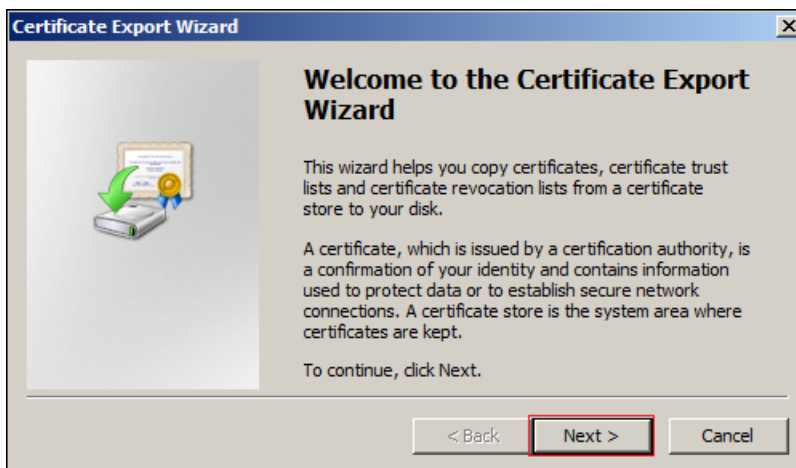 Certificate Export Wizard
Welcome to the Certificate Export
Wizard
This wizard helps you copy certificates, certificate trust
lists and certificate revocation lists from a certificate
store to your disk.
A certificate, which is issued by a certification authority, is
a confirmation of your identity and contains information
used to protect data or to establish secure network
connections. A certificate store is the system area where
certificates are kept.
To continue, click Next.
< Back Next > Cancel